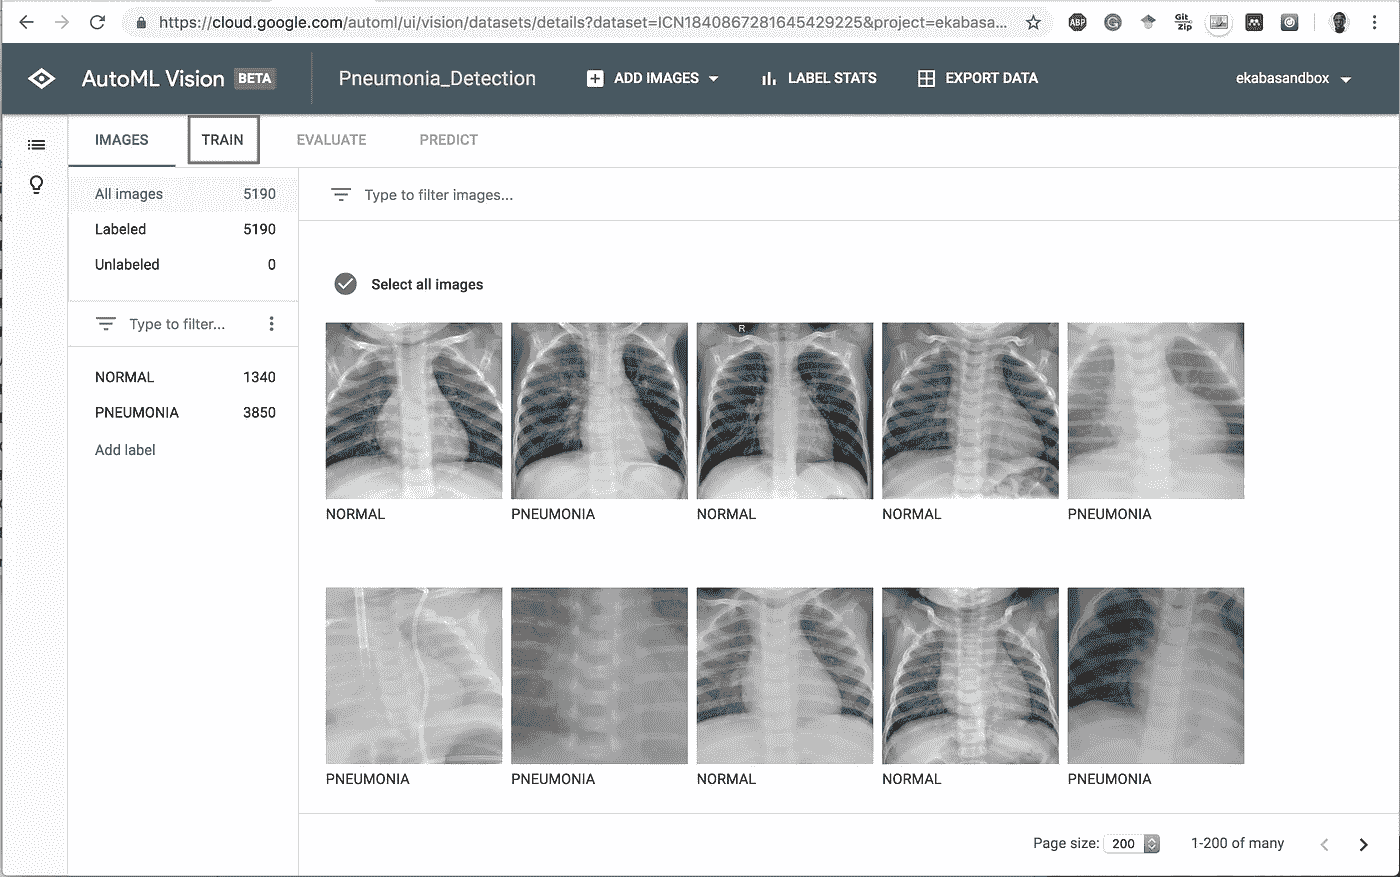 https://cloud.google.com/automl/ui/vision/datasets/details?dataset=ICN1840867281645429225&project=ekabasa...
ABP G Git Zip
AutoML Vision BETA Pneumonia_Detection ADD IMAGES LABEL STATS EXPORT DATA ekabasandbox
IMAGES TRAIN EVALUATE PREDICT
All images 5190
Labeled 5190
Unlabeled 0
Type to filter...
NORMAL 1340
PNEUMONIA 3850
Add label
Type to filter images...
Select all images
R
NORMAL PNEUMONIA NORMAL NORMAL PNEUMONIA
PNEUMONIA PNEUMONIA NORMAL NORMAL PNEUMONIA
Page size: 200 1-200 of many